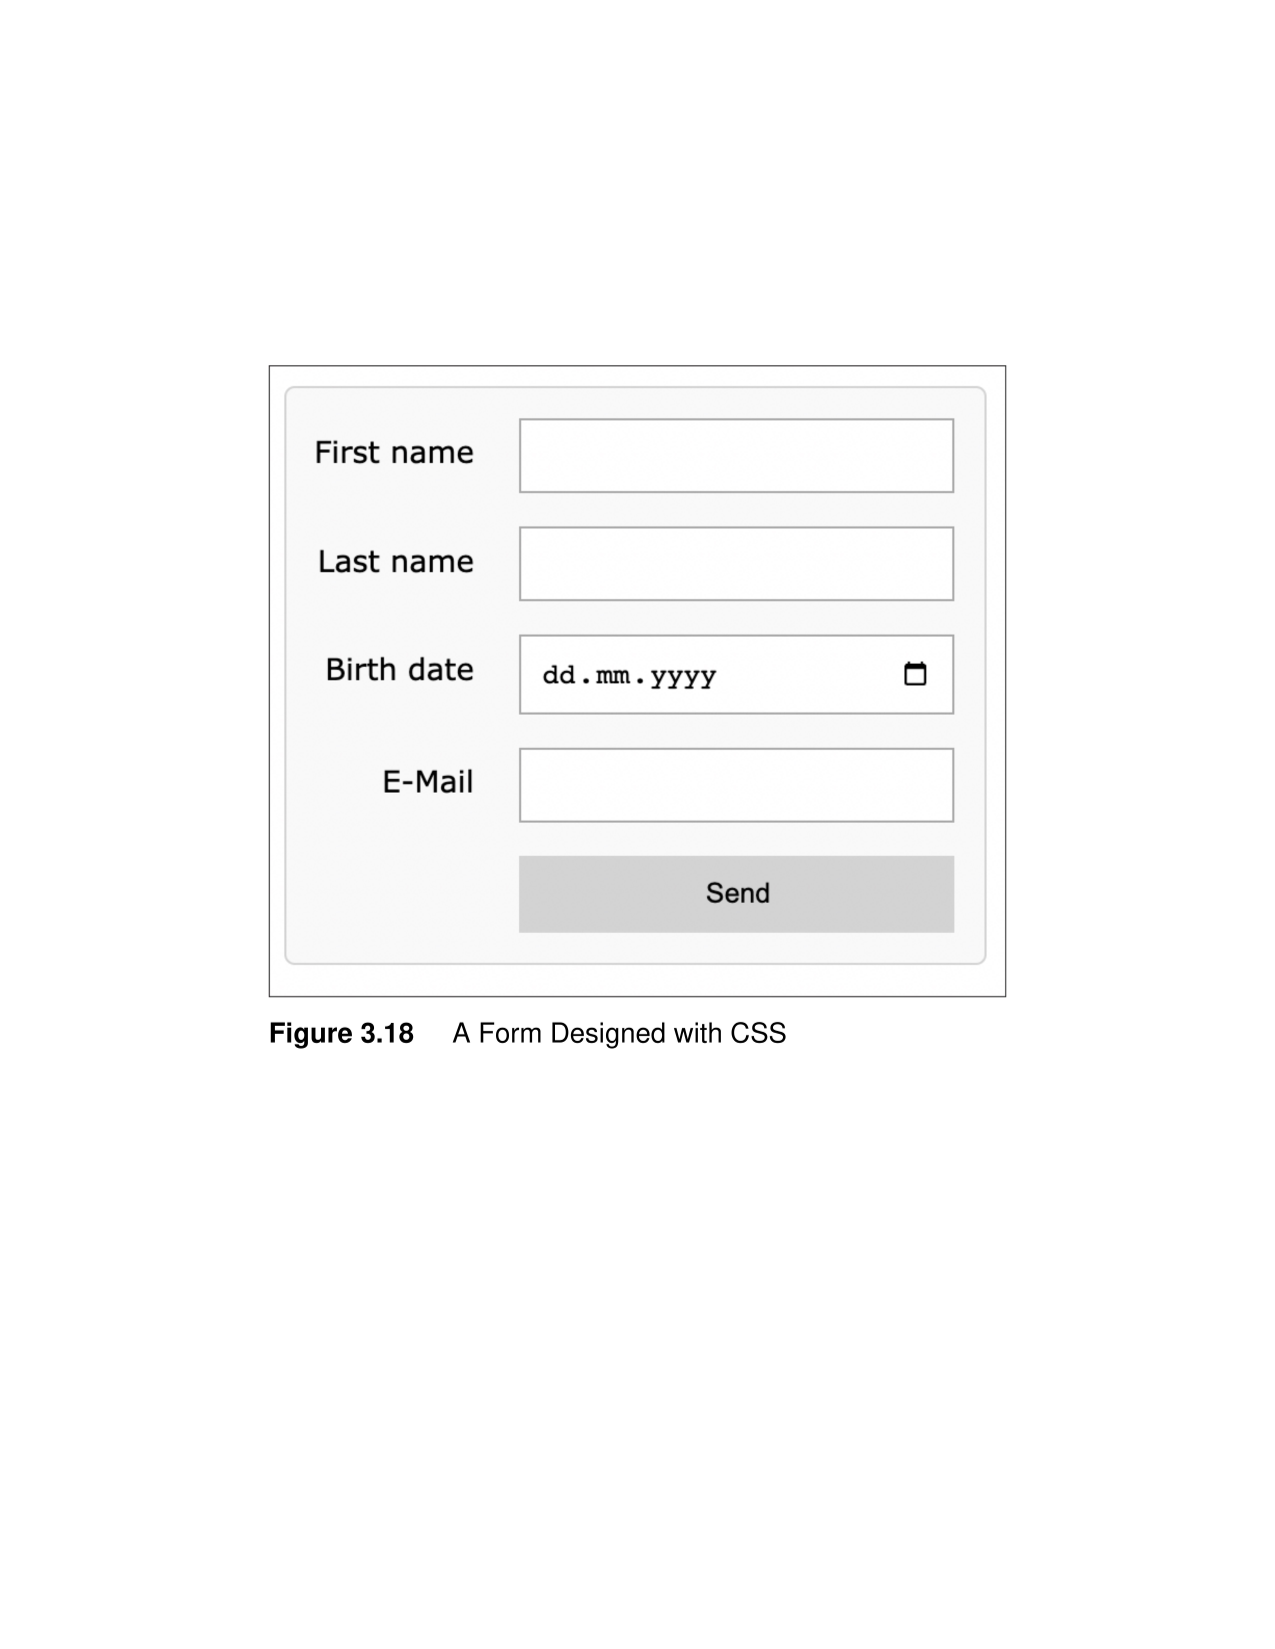 First name
Last name
Birth date dd.mm.yyyy
E-Mail
Send
Figure 3.18 A Form Designed with CSS